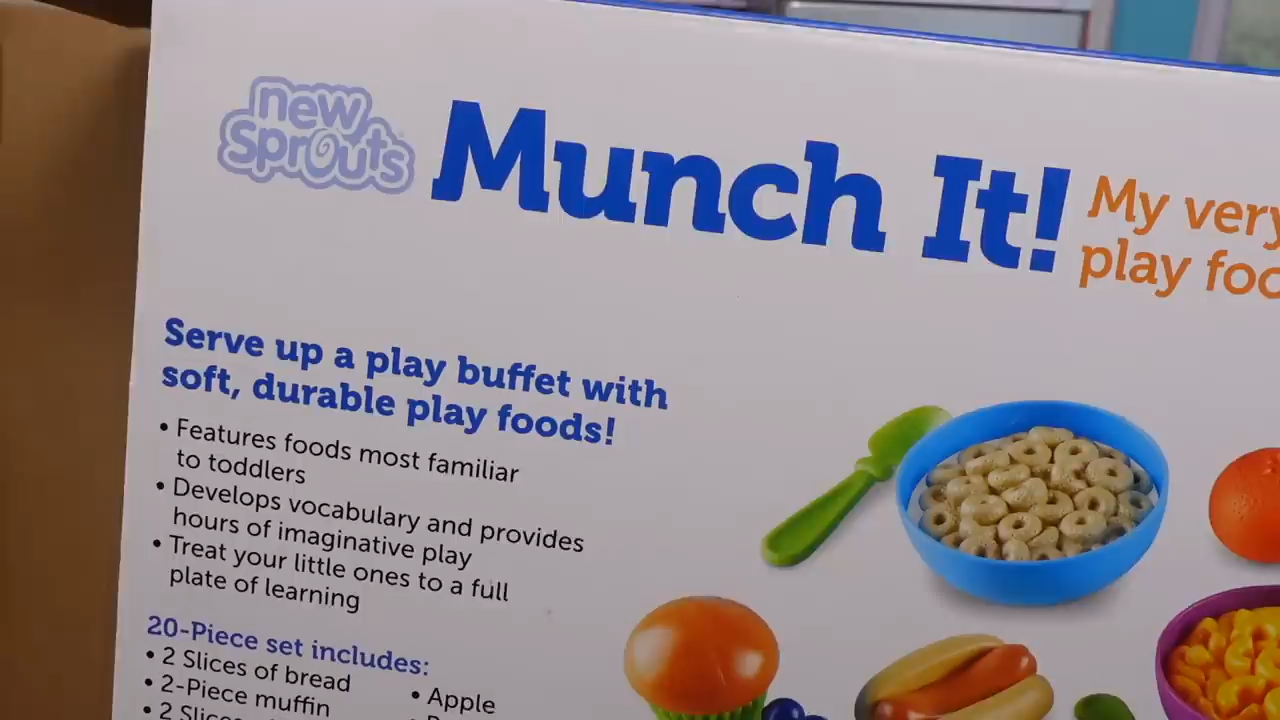 new
Sprouts
Munch It!
My very
play
Serve up a play buffet with
soft, durable play foods!
• Features foods most familiar
to toddlers
• Develops vocabulary and provides
hours of imaginative play
• Treat your little ones to a full
plate of learning
20-Piece set includes:
• 2 Slices of bread
• 2-Piece muffin
• 2
• Apple